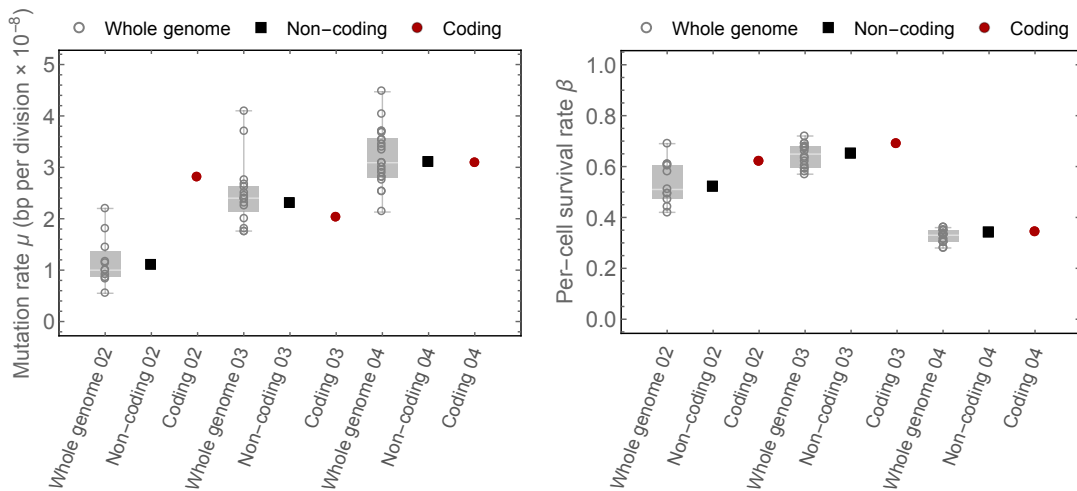 Whole genome Non−coding Coding
Mutation rate μ (bp per division × 10⁻⁸)
5
4
3
2
1
0
Whole genome 02
Non−coding 02
Coding 02
Whole genome 03
Non−coding 03
Coding 03
Whole genome 04
Non−coding 04
Coding 04
Whole genome Non−coding Coding
Per−cell survival rate β
1.0
0.8
0.6
0.4
0.2
0.0
Whole genome 02
Non−coding 02
Coding 02
Whole genome 03
Non−coding 03
Coding 03
Whole genome 04
Non−coding 04
Coding 04